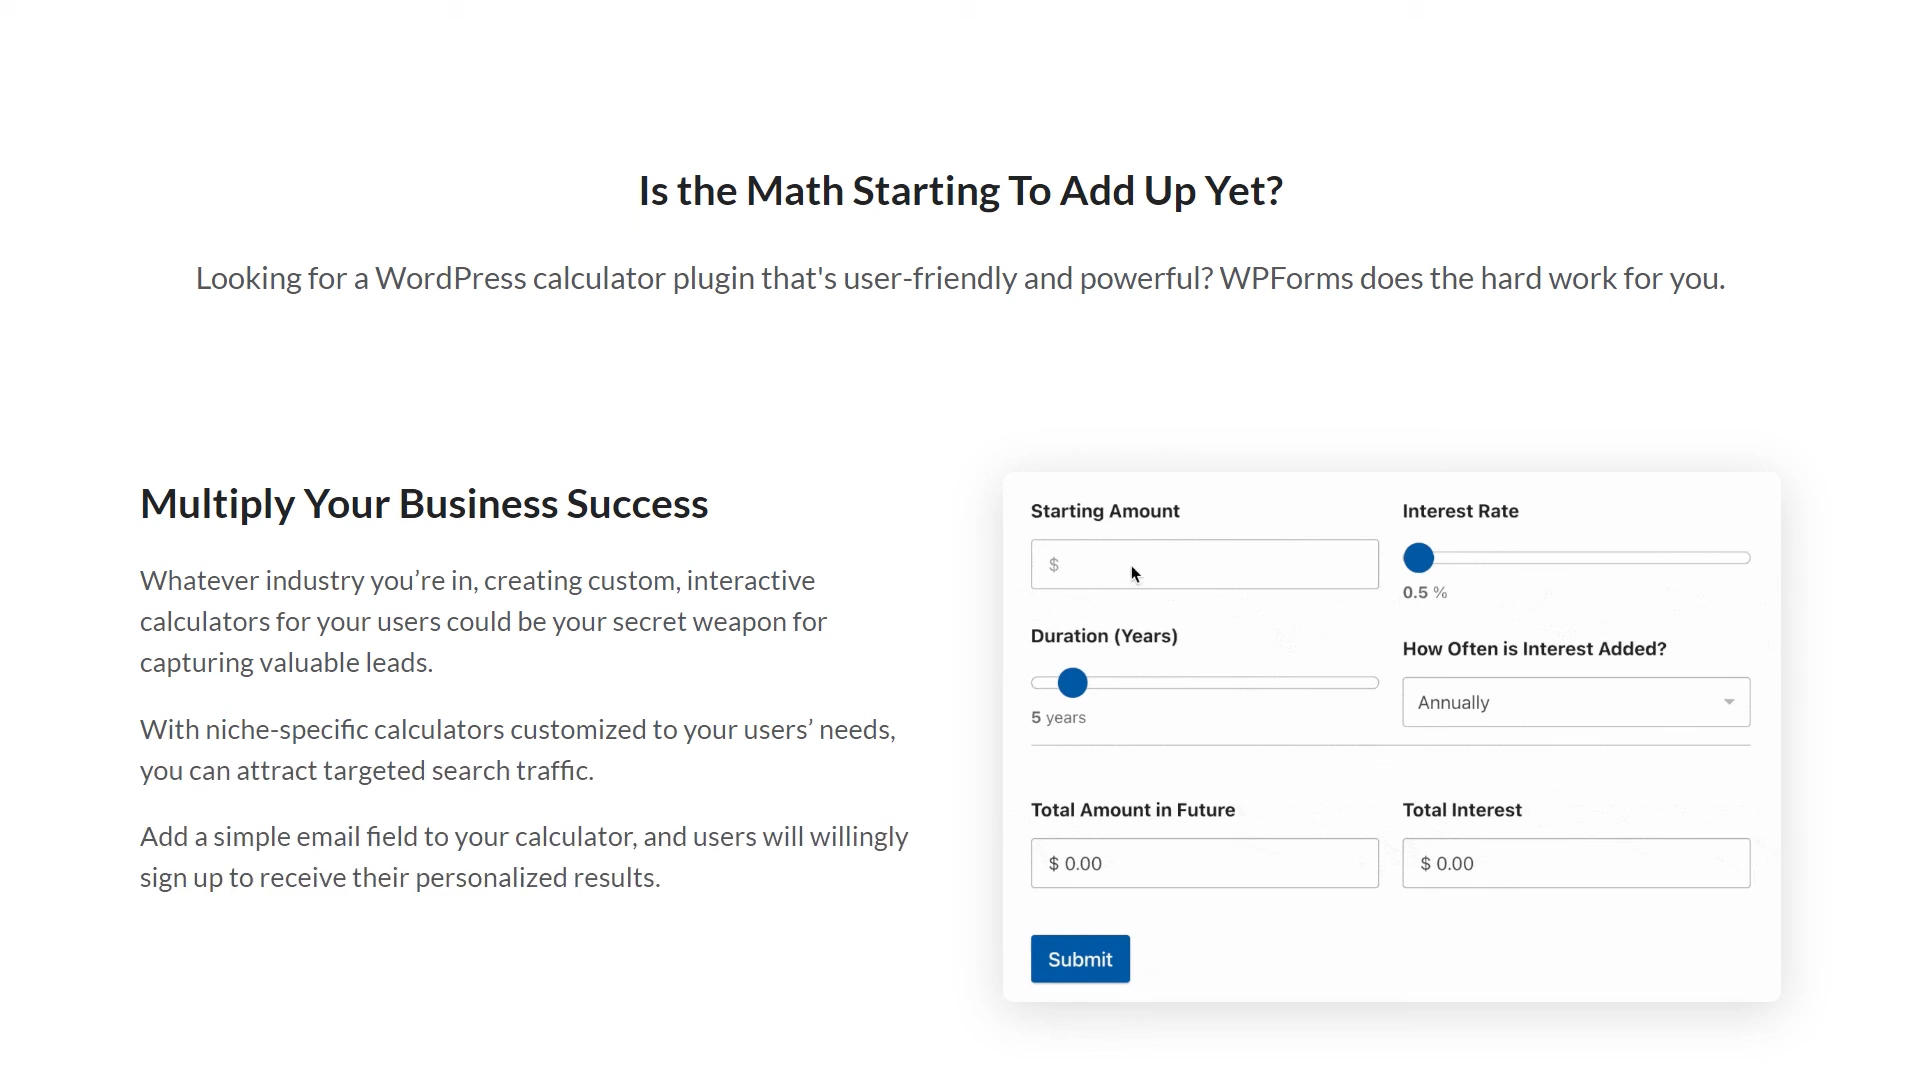 Is the Math Starting To Add Up Yet?
Looking for a WordPress calculator plugin that's user-friendly and powerful? WPForms does the hard work for you.
Multiply Your Business Success
Whatever industry you’re in, creating custom, interactive
calculators for your users could be your secret weapon for
capturing valuable leads.
With niche-specific calculators customized to your users’ needs,
you can attract targeted search traffic.
Add a simple email field to your calculator, and users will willingly
sign up to receive their personalized results.
Starting Amount
$
Interest Rate
0.5 %
Duration (Years)
5 years
How Often is Interest Added?
Annually
Total Amount in Future
$ 0.00
Total Interest
$ 0.00
Submit